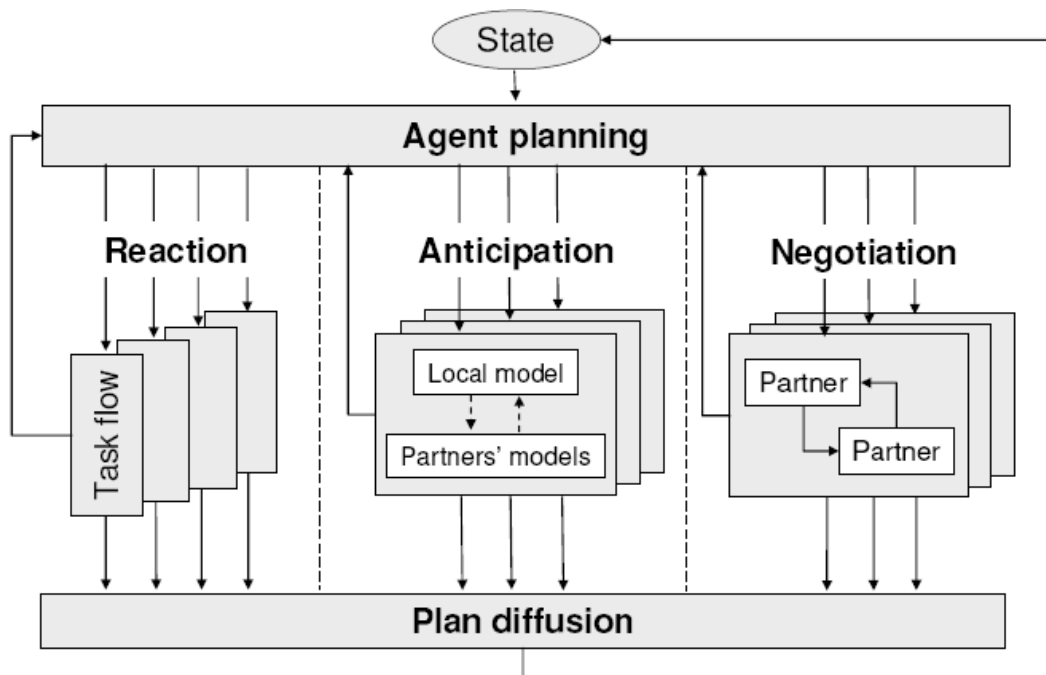 State
Agent planning
Reaction
Anticipation
Negotiation
Task flow
Local model
Partners’ models
Partner
Partner
Plan diffusion